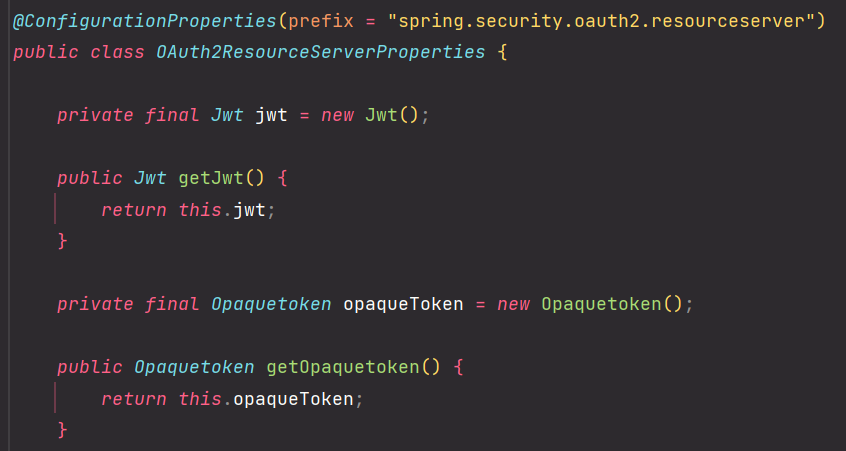 @ConfigurationProperties(prefix = "spring.security.oauth2.resourceserver")
public class OAuth2ResourceServerProperties {
private final Jwt jwt = new Jwt();
public Jwt getJwt() {
return this.jwt;
}
private final Opaquetoken opaqueToken = new Opaquetoken();
public Opaquetoken getOpaquetoken() {
return this.opaqueToken;
}